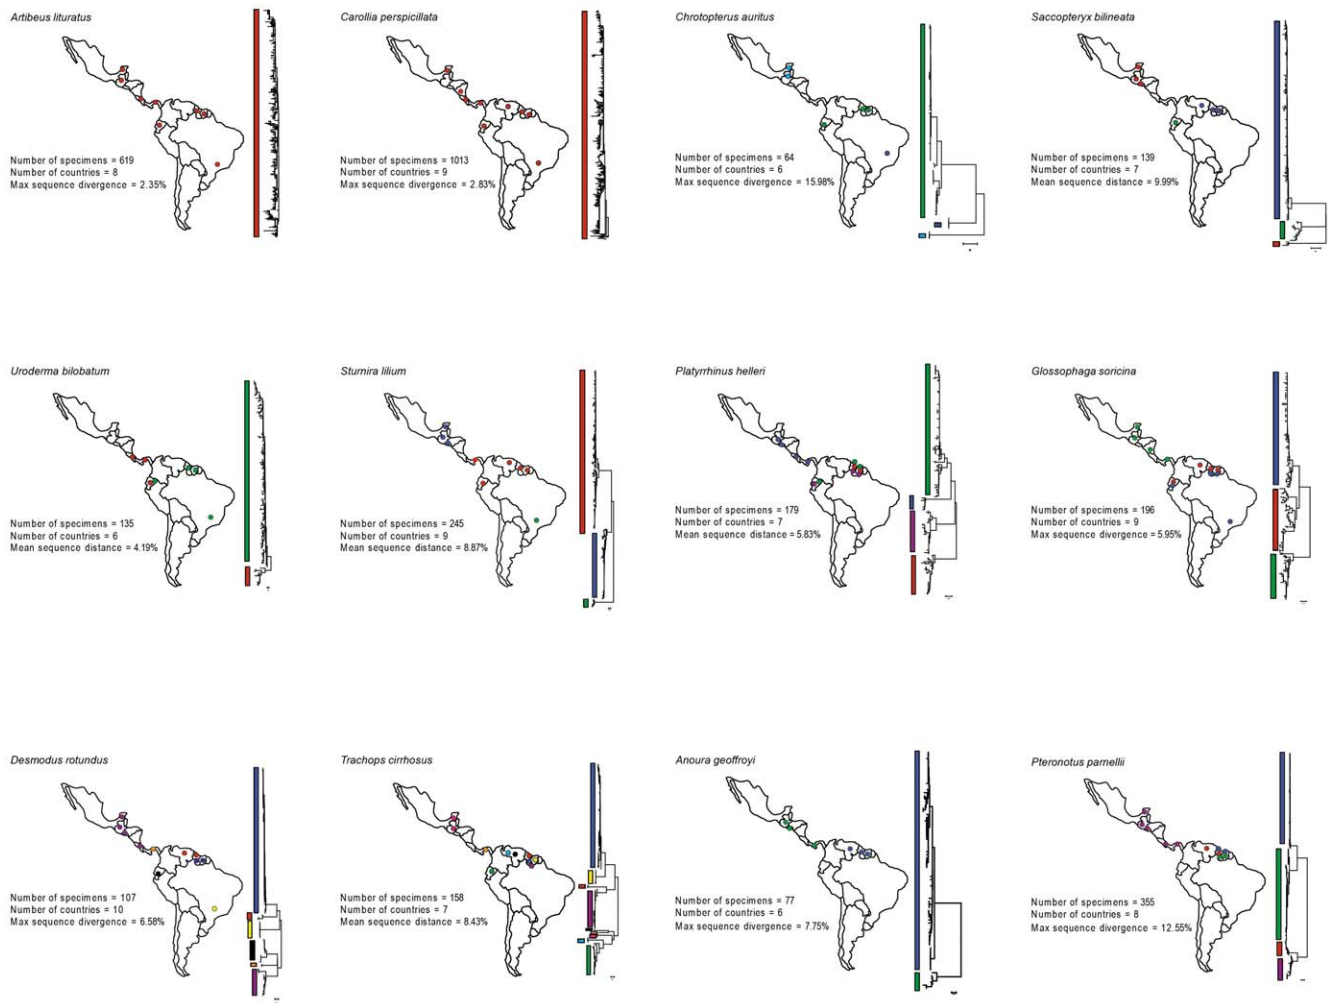 Artibeus lituratus
Number of specimens = 619
Number of countries = 8
Max sequence divergence = 2.35%
Carollia perspicillata
Number of specimens = 1013
Number of countries = 9
Max sequence divergence = 2.83%
Chrotopterus auritus
Number of specimens = 64
Number of countries = 6
Max sequence divergence = 15.98%
Saccopteryx bilineata
Number of specimens = 139
Number of countries = 7
Mean sequence distance = 9.99%
Uroderma bilobatum
Number of specimens = 135
Number of countries = 6
Mean sequence distance = 4.19%
Sturnira lilium
Number of specimens = 245
Number of countries = 9
Mean sequence distance = 8.87%
Platyrrhinus helleri
Number of specimens = 179
Number of countries = 7
Mean sequence distance = 5.83%
Glossophaga soricina
Number of specimens = 196
Number of countries = 9
Max sequence divergence = 5.95%
Desmodus rotundus
Number of specimens = 107
Number of countries = 10
Max sequence divergence = 6.58%
Trachops cirrhosus
Number of specimens = 158
Number of countries = 7
Mean sequence distance = 8.43%
Anoura geoffroyi
Number of specimens = 77
Number of countries = 6
Max sequence divergence = 7.75%
Pteronotus parnellii
Number of specimens = 355
Number of countries = 8
Max sequence divergence = 12.55%